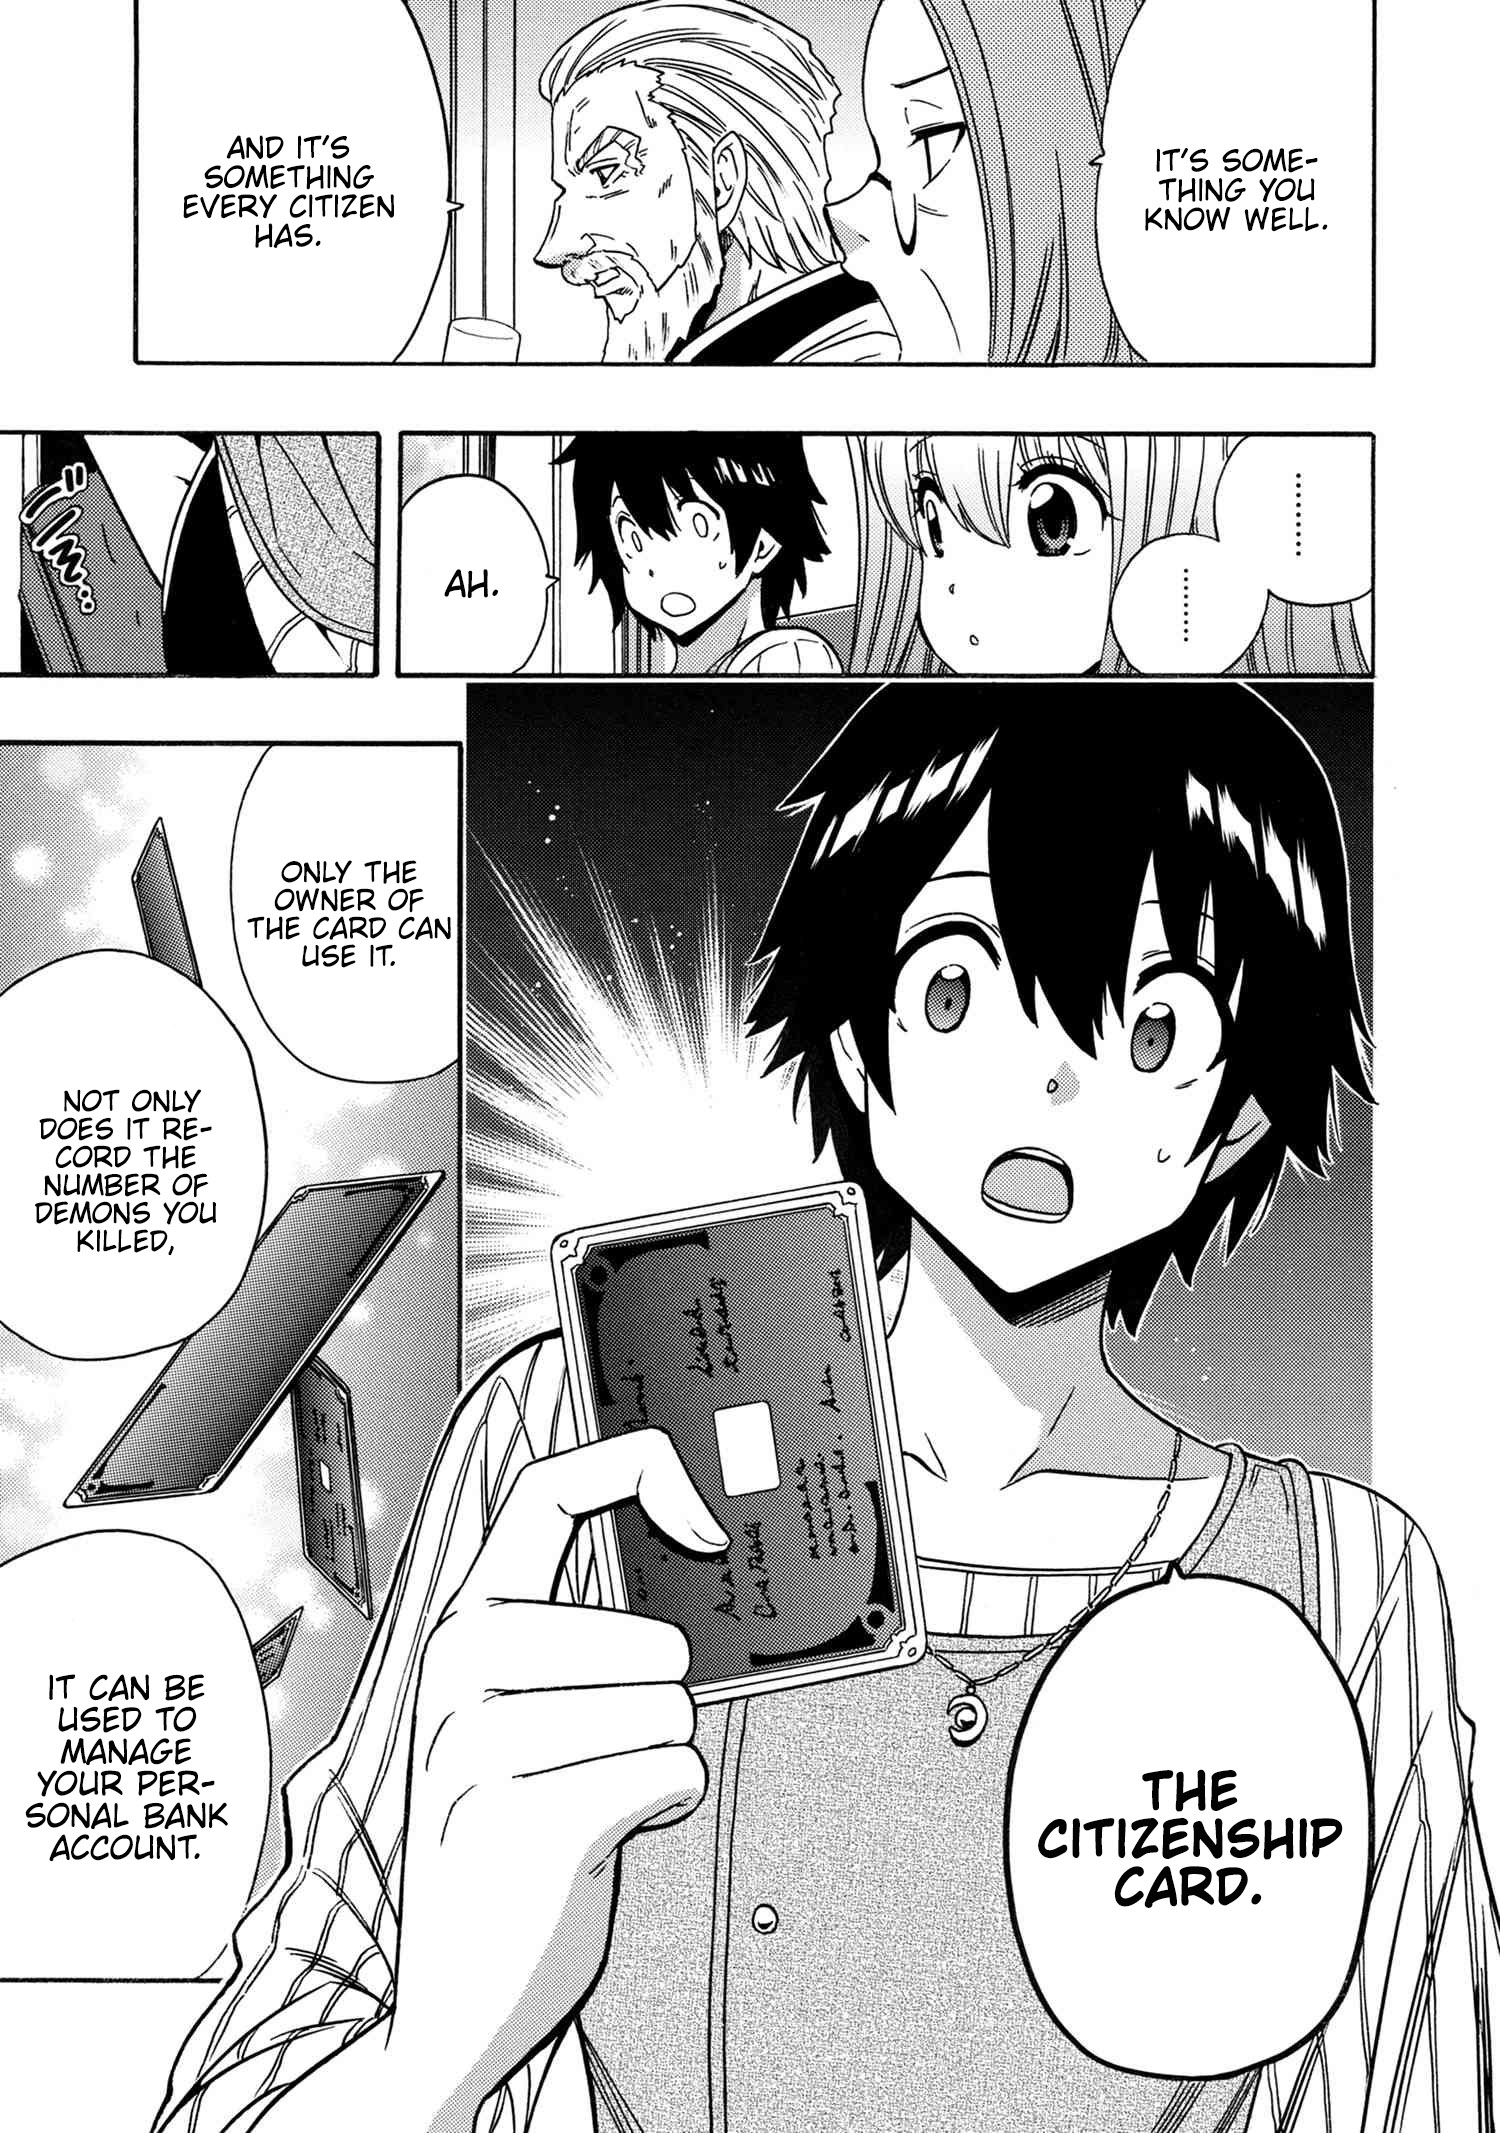 IT'S SOME-
THING YOU
KNOW WELL.
AND IT'S
SOMETHING
EVERY CITIZEN
HAS.
.......
.......
AH.
THE
CITIZENSHIP
CARD.
ONLY THE
OWNER OF
THE CARD CAN
USE IT.
NOT ONLY
DOES IT RE-
CORD THE
NUMBER OF
DEMONS YOU
KILLED,
IT CAN BE
USED TO
MANAGE
YOUR PER-
SONAL BANK
ACCOUNT.